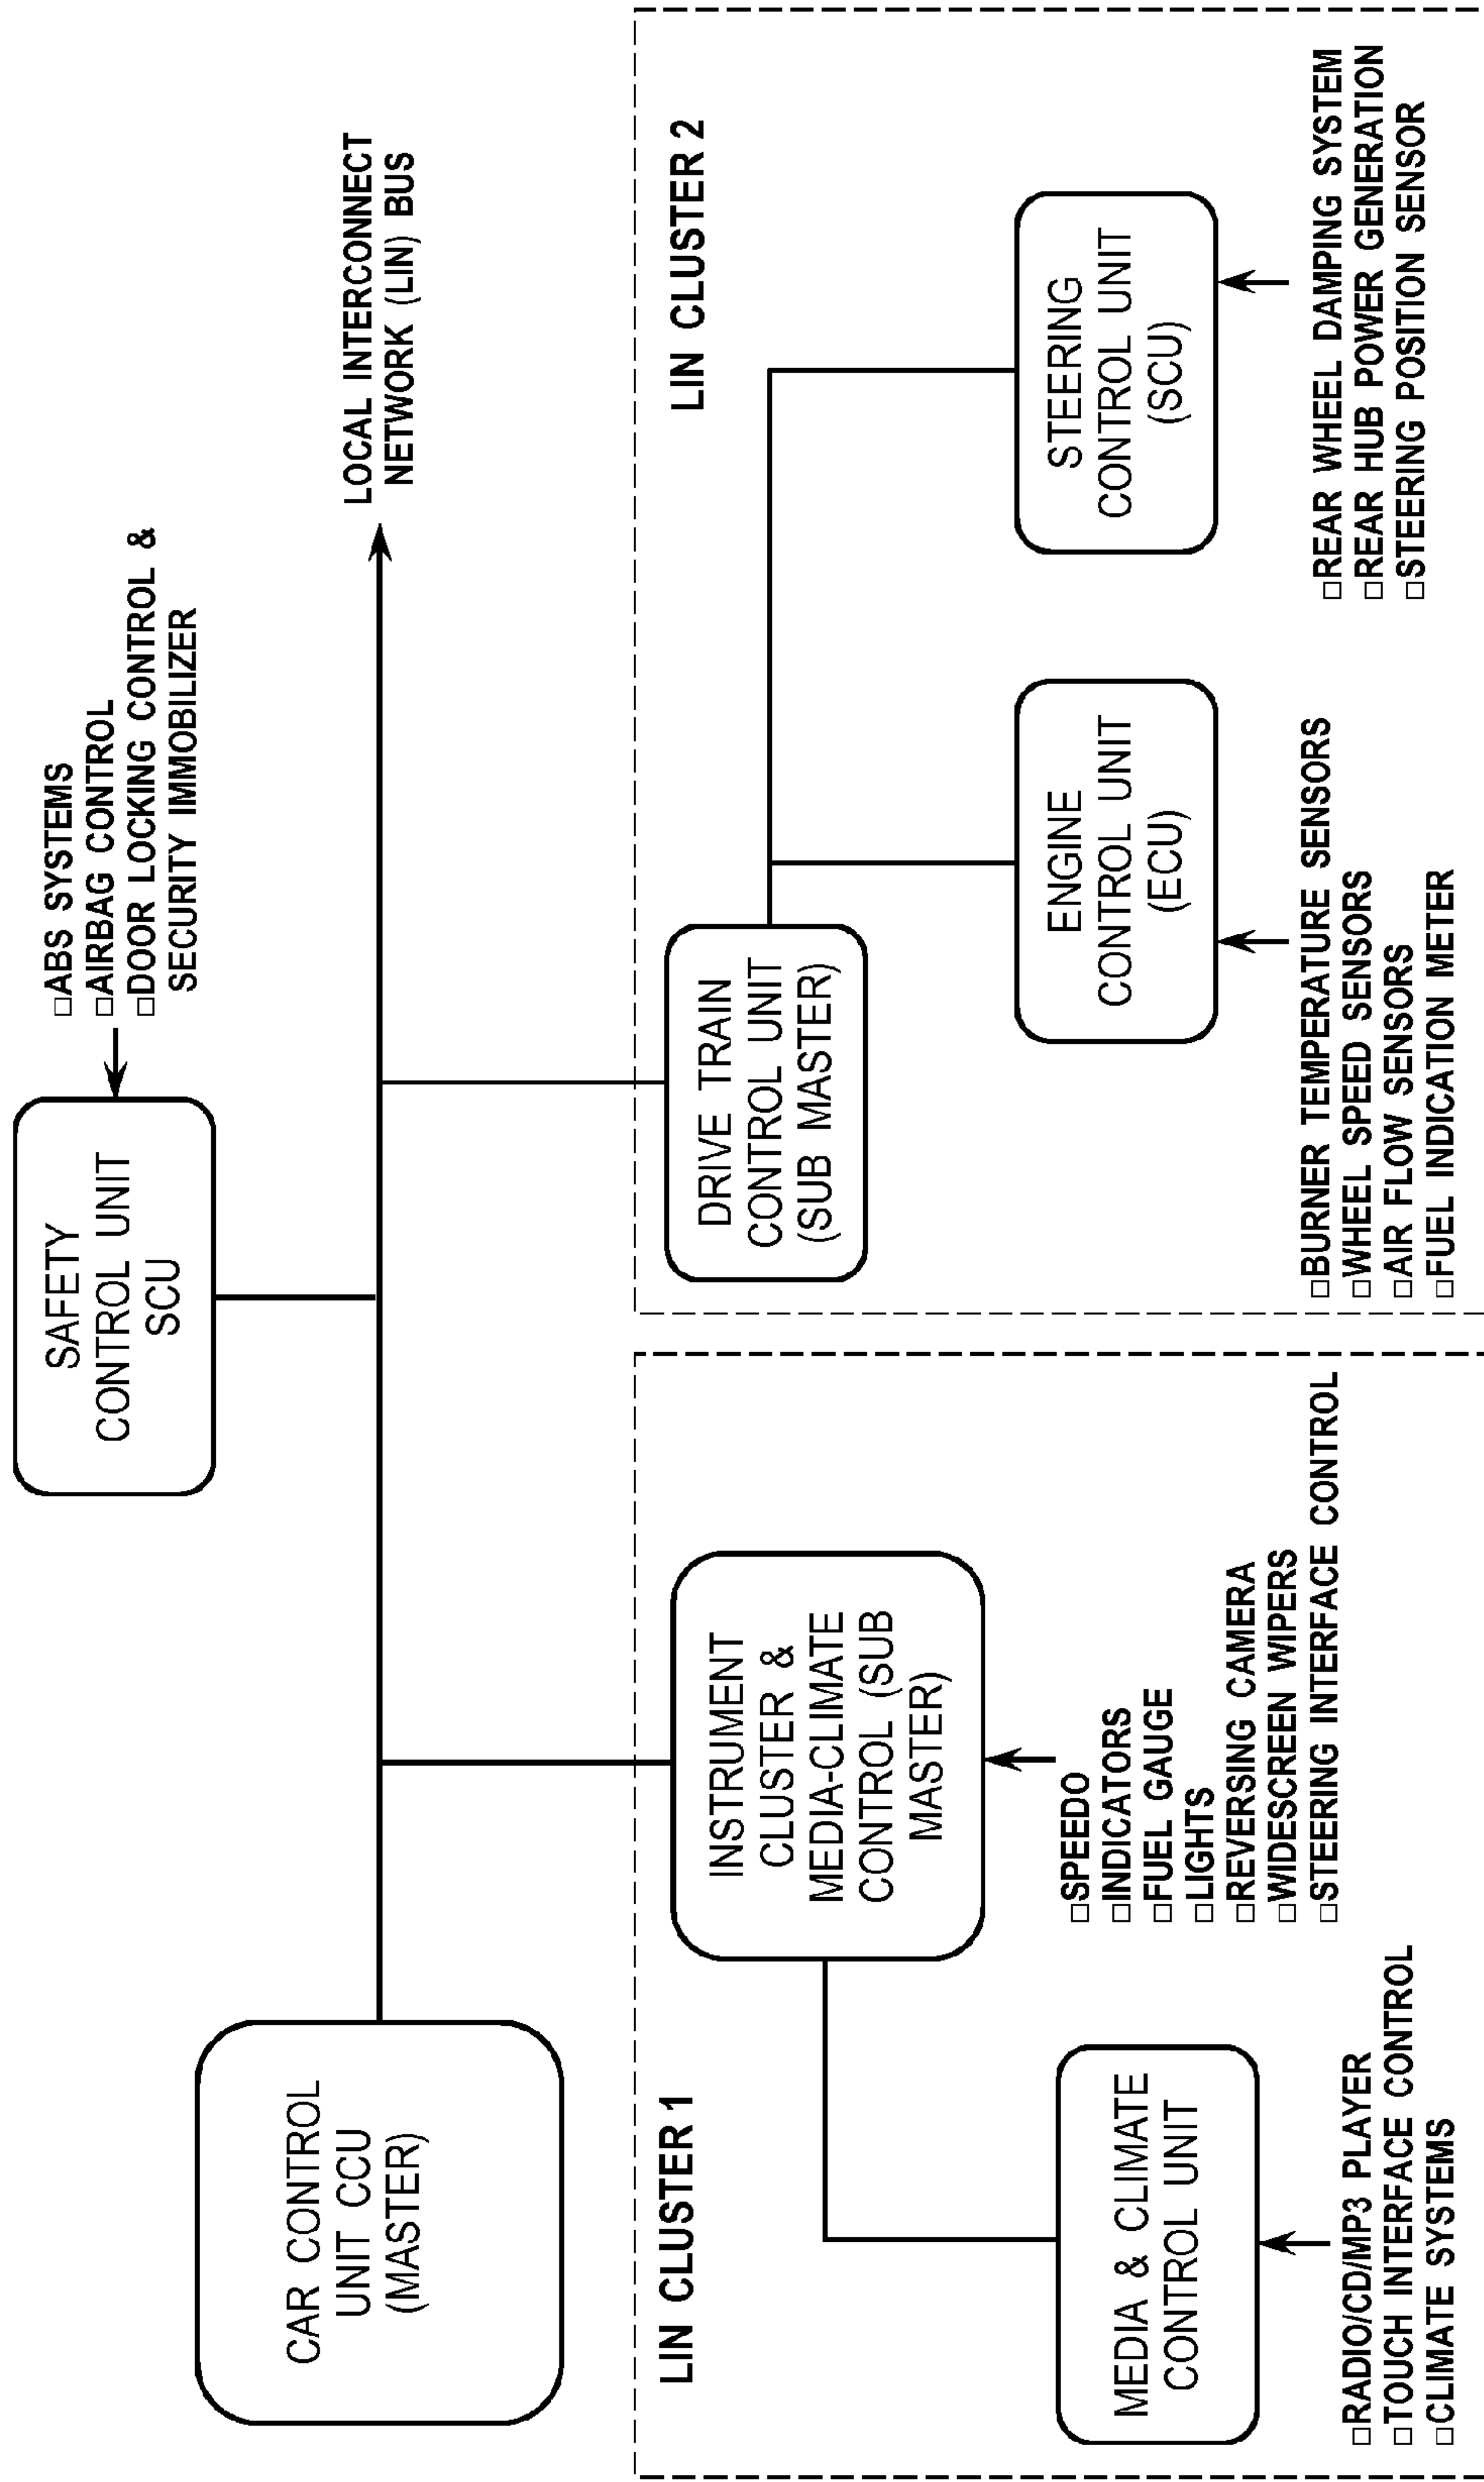 SAFETY
CONTROL UNIT
SCU
□ABS SYSTEMS
□AIRBAG CONTROL
□DOOR LOCKING CONTROL &
SECURITY IMMOBILIZER
CAR CONTROL
UNIT CCU
(MASTER)
LOCAL INTERCONNECT
NETWORK (LIN) BUS
LIN CLUSTER 1
INSTRUMENT
CLUSTER &
MEDIA-CLIMATE
CONTROL (SUB
MASTER)
□SPEEDO
□INDICATORS
□FUEL GAUGE
□LIGHTS
□REVERSING CAMERA
□WIDESCREEN WIPERS
□STEERING INTERFACE CONTROL
MEDIA & CLIMATE
CONTROL UNIT
□RADIO/CD/MP3 PLAYER
□TOUCH INTERFACE CONTROL
□CLIMATE SYSTEMS
LIN CLUSTER 2
DRIVE TRAIN
CONTROL UNIT
(SUB MASTER)
ENGINE
CONTROL UNIT
(ECU)
□BURNER TEMPERATURE SENSORS
□WHEEL SPEED SENSORS
□AIR FLOW SENSORS
□FUEL INDICATION METER
STEERING
CONTROL UNIT
(SCU)
□REAR WHEEL DAMPING SYSTEM
□REAR HUB POWER GENERATION
□STEERING POSITION SENSOR